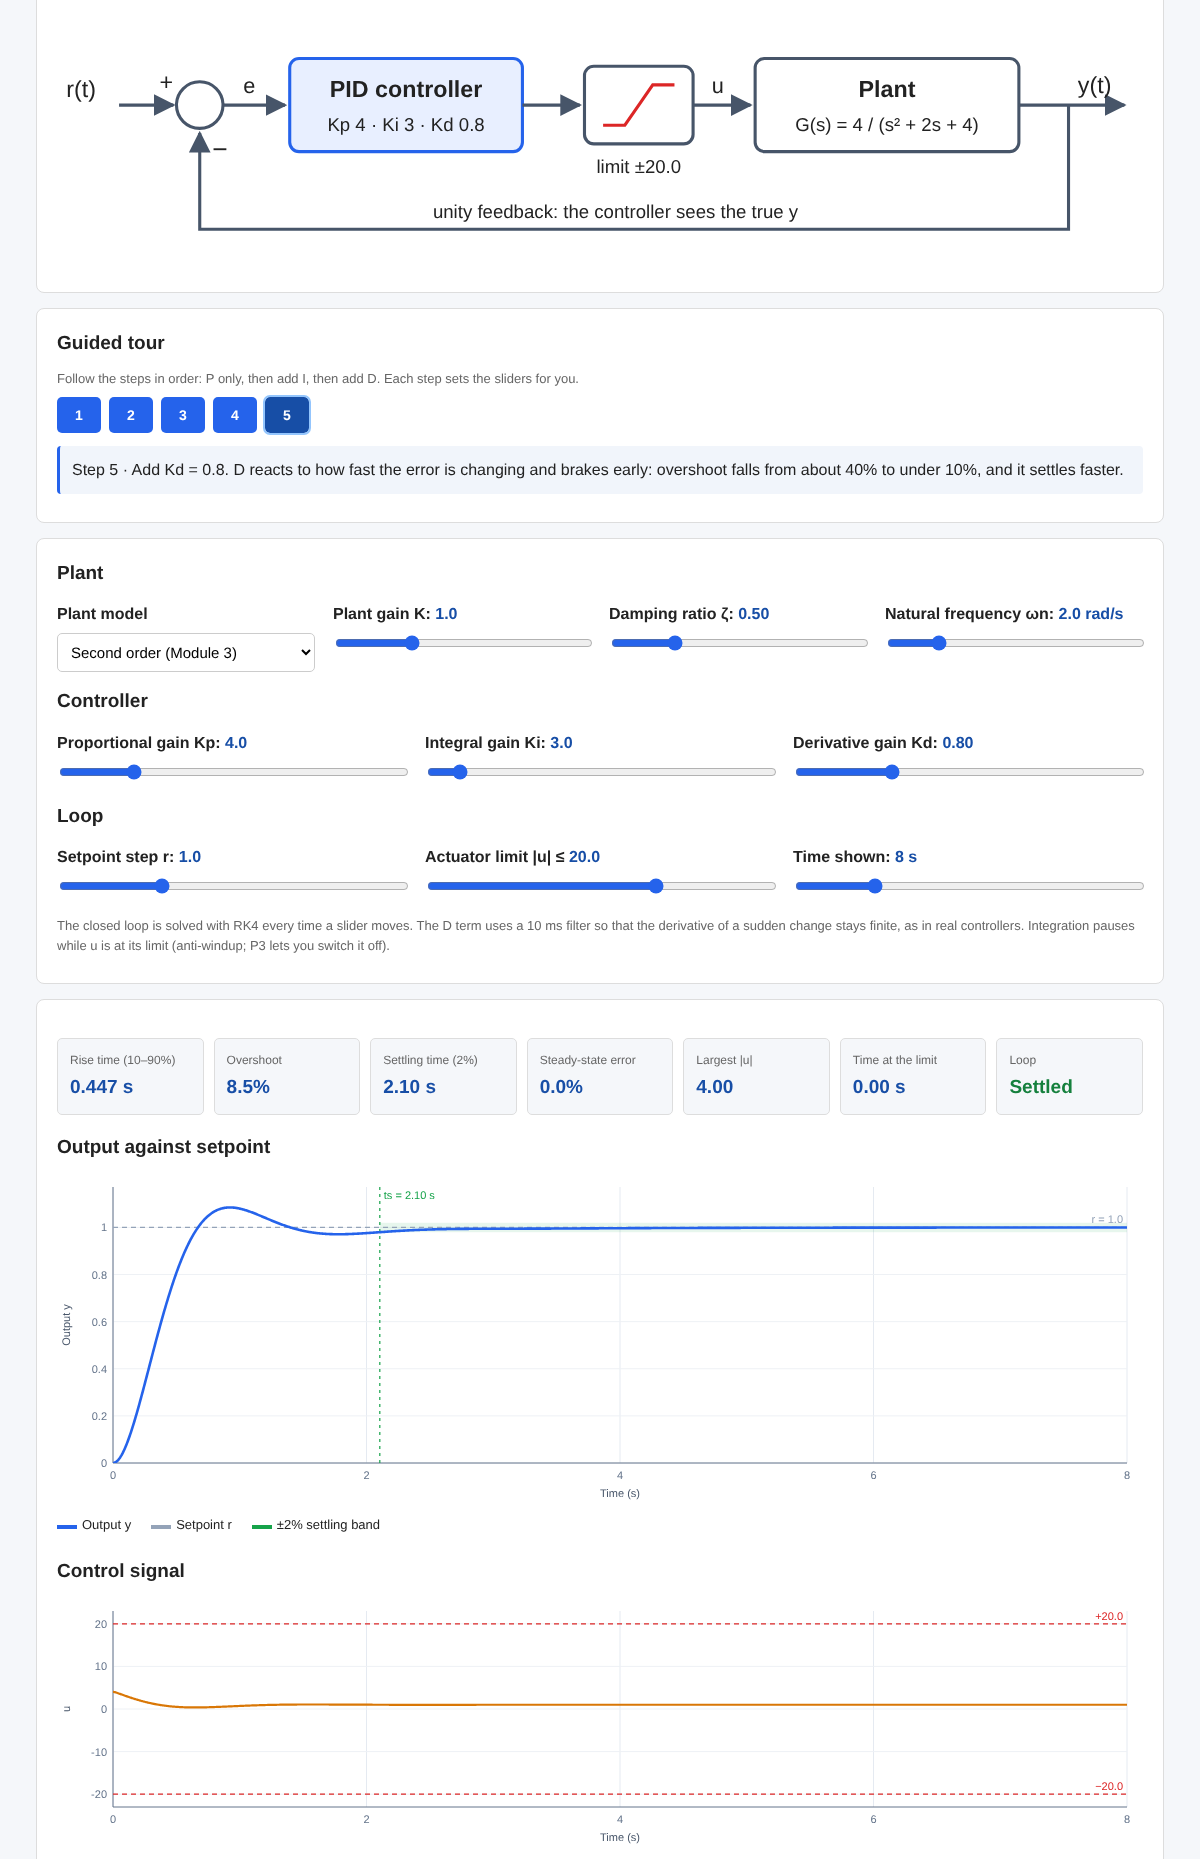 r(t)
+
e
PID controller
Kp 4 · Ki 3 · Kd 0.8
u
Plant
G(s) = 4 / (s² + 2s + 4)
y(t)
−
limit ±20.0
unity feedback: the controller sees the true y
Guided tour
Follow the steps in order: P only, then add I, then add D. Each step sets the sliders for you.
1 2 3 4 5
Step 5 · Add Kd = 0.8. D reacts to how fast the error is changing and brakes early: overshoot falls from about 40% to under 10%, and it settles faster.
Plant
Plant model
Second order (Module 3)
Plant gain K: 1.0
Damping ratio ζ: 0.50
Natural frequency ωn: 2.0 rad/s
Controller
Proportional gain Kp: 4.0
Integral gain Ki: 3.0
Derivative gain Kd: 0.80
Loop
Setpoint step r: 1.0
Actuator limit |u| ≤ 20.0
Time shown: 8 s
The closed loop is solved with RK4 every time a slider moves. The D term uses a 10 ms filter so that the derivative of a sudden change stays finite, as in real controllers. Integration pauses
while u is at its limit (anti-windup; P3 lets you switch it off).
Rise time (10–90%)
0.447 s
Overshoot
8.5%
Settling time (2%)
2.10 s
Steady-state error
0.0%
Largest |u|
4.00
Time at the limit
0.00 s
Loop
Settled
Output against setpoint
ts = 2.10 s
r = 1.0
1
0.8
0.6
0.4
0.2
0
Output y
0 2 4 6 8
Time (s)
Output y
Setpoint r
±2% settling band
Control signal
+20.0
20
10
0
-10
-20
u
−20.0
0 2 4 6 8
Time (s)